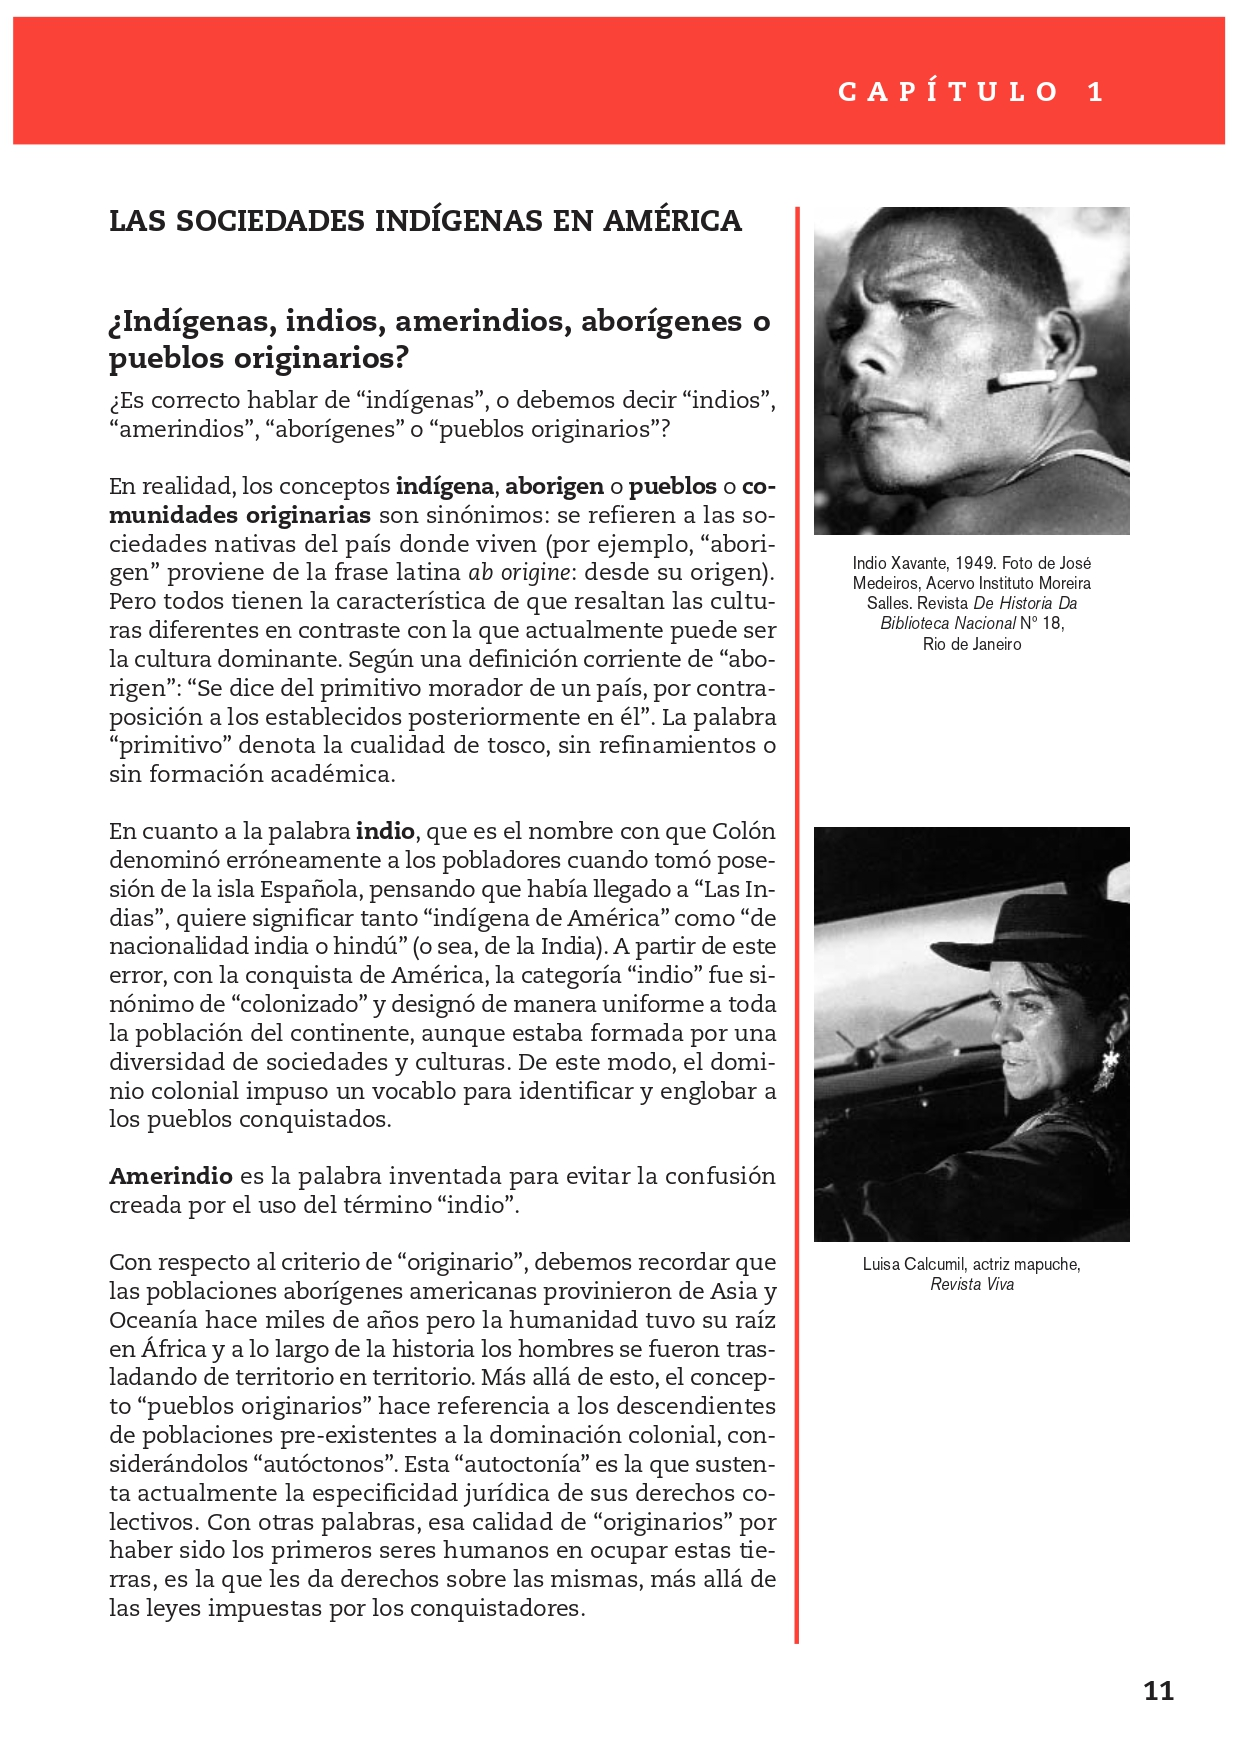 CAPÍTULO 1
LAS SOCIEDADES INDÍGENAS EN AMÉRICA
¿Indígenas, indios, amerindios, aborígenes o
pueblos originarios?
¿Es correcto hablar de “indígenas”, o debemos decir “indios”,
“amerindios”, “aborígenes” o “pueblos originarios”?
En realidad, los conceptos indígena, aborigen o pueblos o co-
munidades originarias son sinónimos: se refieren a las so-
ciedades nativas del país donde viven (por ejemplo, “abori-
gen” proviene de la frase latina ab origine: desde su origen).
Pero todos tienen la característica de que resaltan las cultu-
ras diferentes en contraste con la que actualmente puede ser
la cultura dominante. Según una definición corriente de “abo-
rigen”: “Se dice del primitivo morador de un país, por contra-
posición a los establecidos posteriormente en él”. La palabra
“primitivo” denota la cualidad de tosco, sin refinamientos o
sin formación académica.
En cuanto a la palabra indio, que es el nombre con que Colón
denominó erróneamente a los pobladores cuando tomó pose-
sión de la isla Española, pensando que había llegado a “Las In-
dias”, quiere significar tanto “indígena de América” como “de
nacionalidad india o hindú” (o sea, de la India). A partir de este
error, con la conquista de América, la categoría “indio” fue si-
nónimo de “colonizado” y designó de manera uniforme a toda
la población del continente, aunque estaba formada por una
diversidad de sociedades y culturas. De este modo, el domi-
nio colonial impuso un vocablo para identificar y englobar a
los pueblos conquistados.
Amerindio es la palabra inventada para evitar la confusión
creada por el uso del término “indio”.
Con respecto al criterio de “originario”, debemos recordar que
las poblaciones aborígenes americanas provinieron de Asia y
Oceanía hace miles de años pero la humanidad tuvo su raíz
en África y a lo largo de la historia los hombres se fueron tras-
ladando de territorio en territorio. Más allá de esto, el concep-
to “pueblos originarios” hace referencia a los descendientes
de poblaciones pre-existentes a la dominación colonial, con-
siderándolos “autóctonos”. Esta “autoctonía” es la que susten-
ta actualmente la especificidad jurídica de sus derechos co-
lectivos. Con otras palabras, esa calidad de “originarios” por
haber sido los primeros seres humanos en ocupar estas tie-
rras, es la que les da derechos sobre las mismas, más allá de
las leyes impuestas por los conquistadores.
Indio Xavante, 1949. Foto de José
Medeiros, Acervo Instituto Moreira
Salles. Revista De Historia Da
Biblioteca Nacional Nº 18,
Rio de Janeiro
Luisa Calcumil, actriz mapuche,
Revista Viva
11